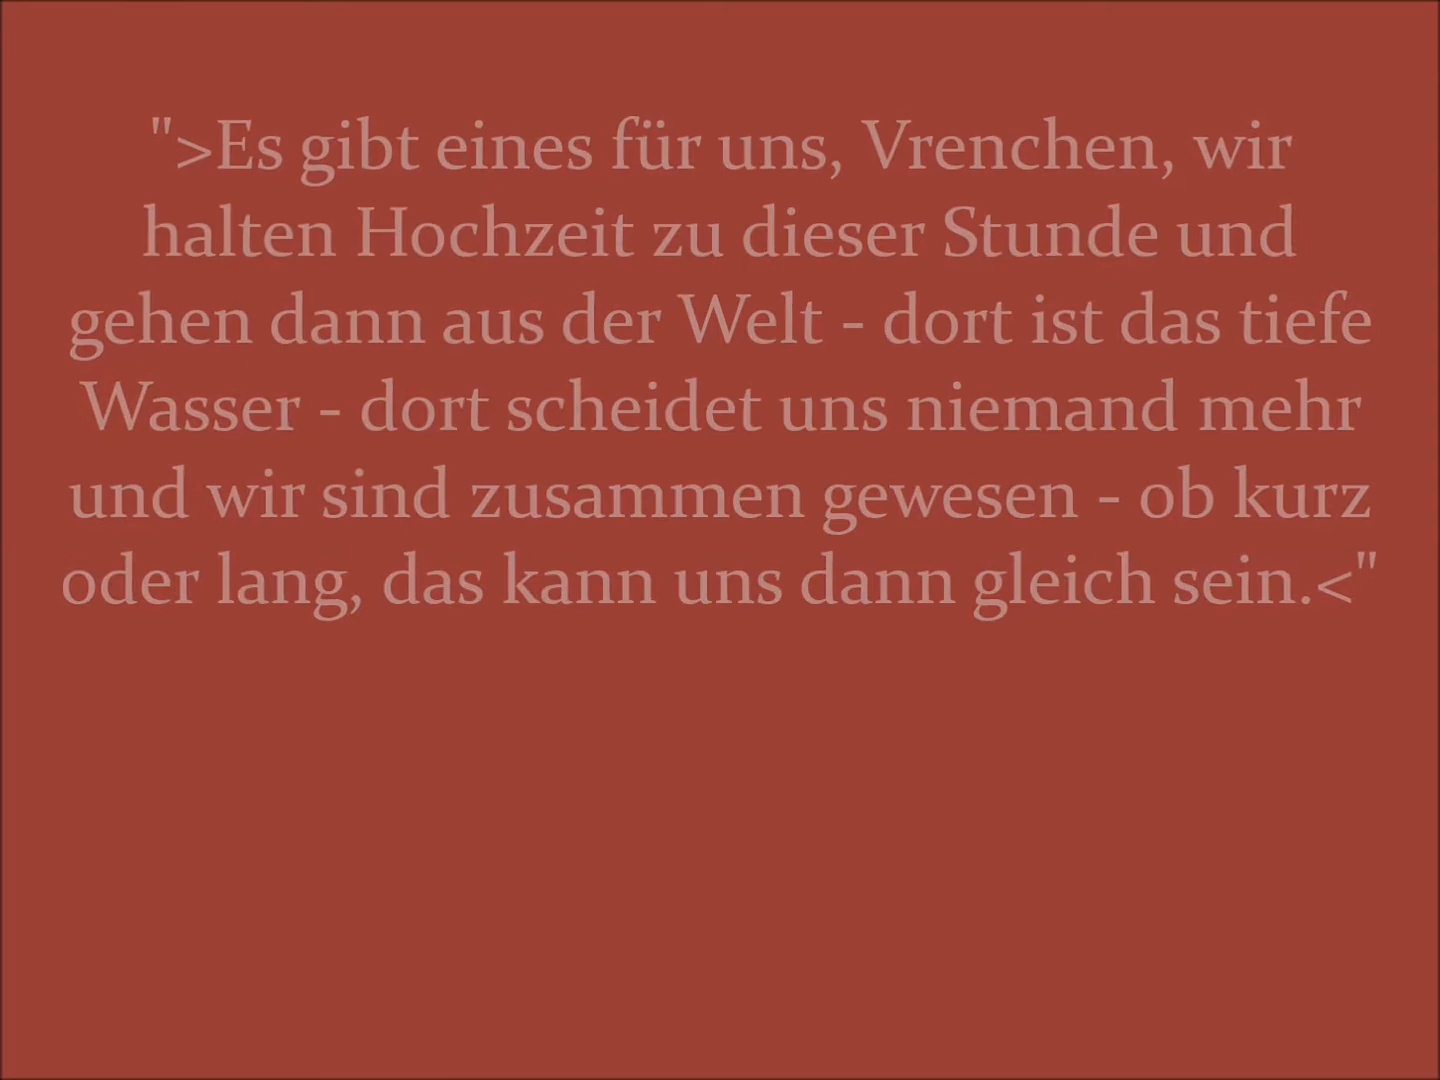 ">Es gibt eines für uns, Vrenchen, wir
halten Hochzeit zu dieser Stunde und
gehen dann aus der Welt - dort ist das tiefe
Wasser - dort scheidet uns niemand mehr
und wir sind zusammen gewesen - ob kurz
oder lang, das kann uns dann gleich sein.<"